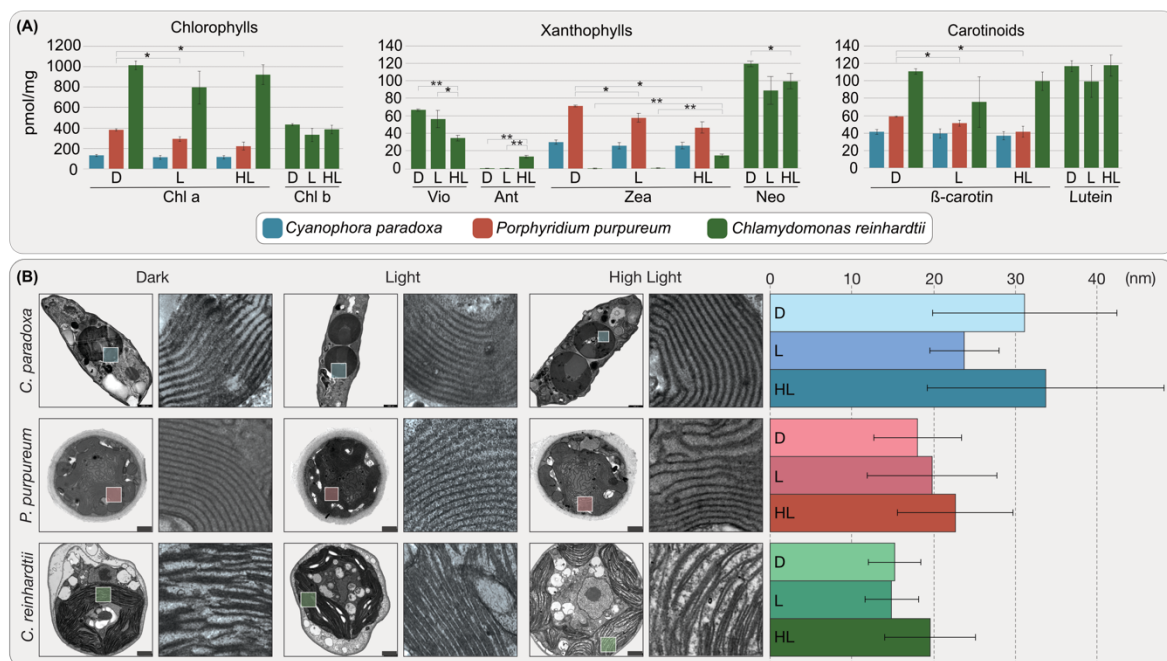 (A)
Chlorophylls
Xanthophylls
Carotinoids
pmol/mg
1200
1000
800
600
400
200
0
* *
D L HL D L HL
Chl a Chl b
140
120
100
80
60
40
20
0
** * ** ** * * ** ** *
D L HL D L HL D L HL D L HL
Vio Ant Zea Neo
140
120
100
80
60
40
20
0
* *
D L HL D L HL
ß-carotin Lutein
Cyanophora paradoxa Porphyridium purpureum Chlamydomonas reinhardtii
(B)
Dark Light High Light
0 10 20 30 40 (nm)
C. paradoxa
D
L
HL
P. purpureum
D
L
HL
C. reinhardtii
D
L
HL